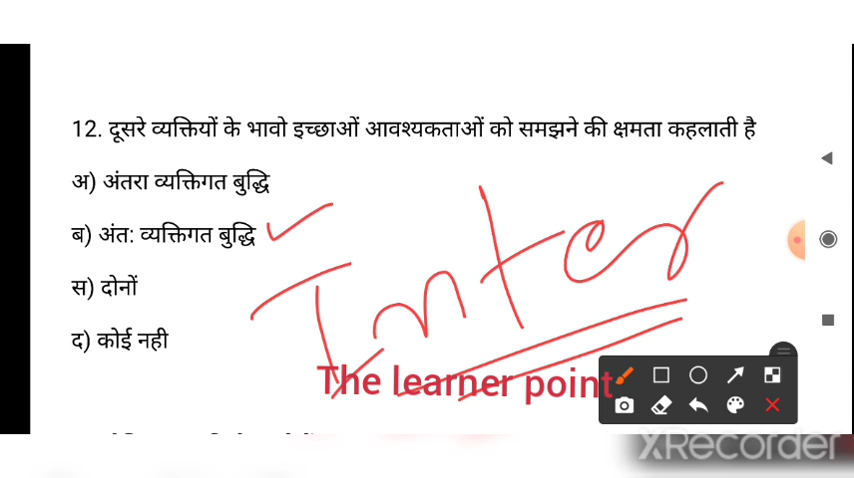 12. दूसरे व्यक्तियों के भावो इच्छाओं आवश्यकताओं को समझने की क्षमता कहलाती है
अ) अंतरा व्यक्तिगत बुद्धि
ब) अंत: व्यक्तिगत बुद्धि
स) दोनों
Inter
द) कोई नही
The learner point
XRecorder